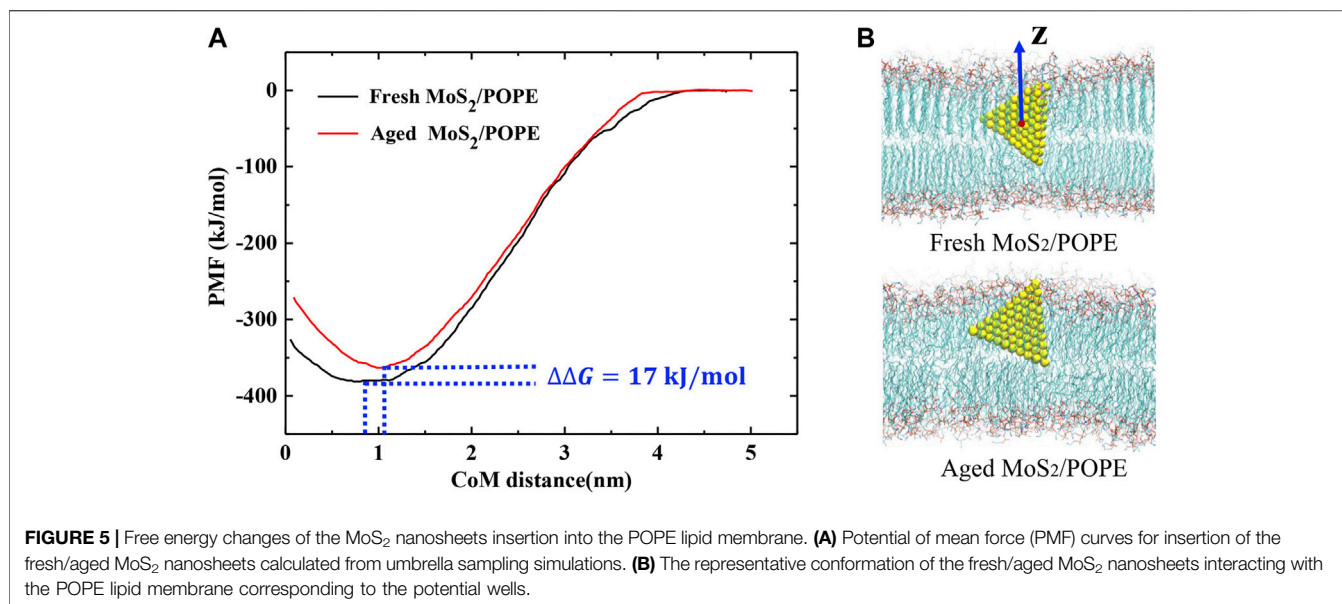 A
B
Z
Fresh MoS2/POPE
Aged MoS2/POPE
0
-100
-200
-300
-400
PMF (kJ/mol)
ΔΔG = 17 kJ/mol
0 1 2 3 4 5
CoM distance(nm)
Fresh MoS2/POPE
Aged MoS2/POPE
FIGURE 5 | Free energy changes of the MoS2 nanosheets insertion into the POPE lipid membrane. (A) Potential of mean force (PMF) curves for insertion of the
fresh/aged MoS2 nanosheets calculated from umbrella sampling simulations. (B) The representative conformation of the fresh/aged MoS2 nanosheets interacting with
the POPE lipid membrane corresponding to the potential wells.